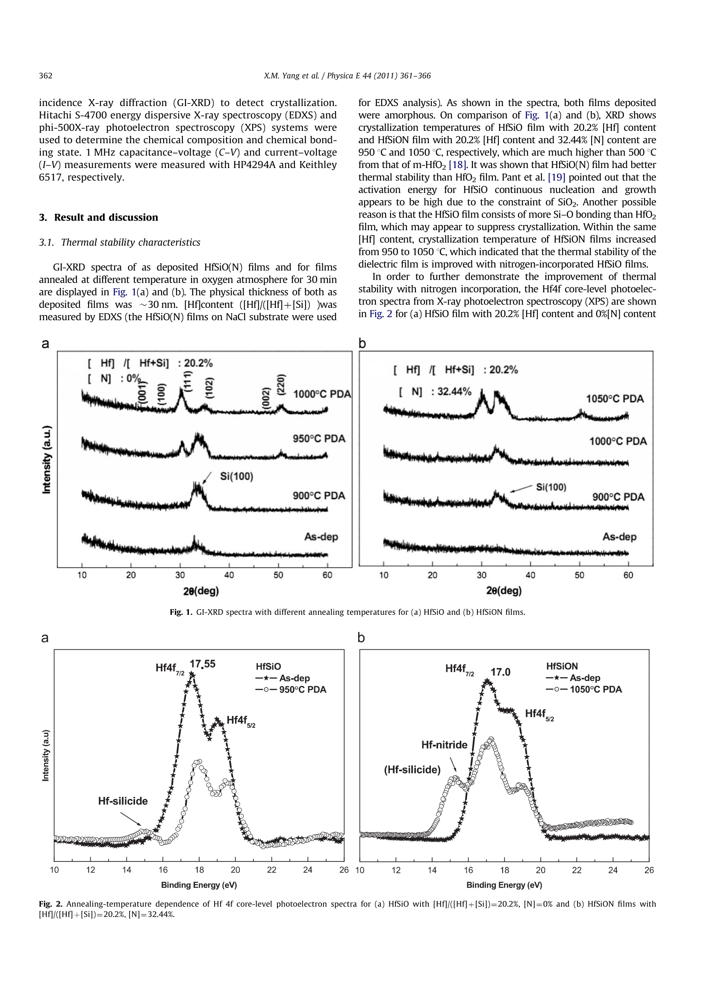 362
X.M. Yang et al. / Physica E 44 (2011) 361–366
incidence X-ray diffraction (GI-XRD) to detect crystallization.
Hitachi S-4700 energy dispersive X-ray spectroscopy (EDXS) and
phi-500X-ray photoelectron spectroscopy (XPS) systems were
used to determine the chemical composition and chemical bond-
ing state. 1 MHz capacitance–voltage (C–V) and current–voltage
(I–V) measurements were measured with HP4294A and Keithley
6517, respectively.
3. Result and discussion
3.1. Thermal stability characteristics
GI-XRD spectra of as deposited HfSiO(N) films and for films
annealed at different temperature in oxygen atmosphere for 30 min
are displayed in Fig. 1(a) and (b). The physical thickness of both as
deposited films was ~30 nm. [Hf]content ([Hf]/([Hf]+[Si]) )was
measured by EDXS (the HfSiO(N) films on NaCl substrate were used
for EDXS analysis). As shown in the spectra, both films deposited
were amorphous. On comparison of Fig. 1(a) and (b), XRD shows
crystallization temperatures of HfSiO film with 20.2% [Hf] content
and HfSiON film with 20.2% [Hf] content and 32.44% [N] content are
950 °C and 1050 °C, respectively, which are much higher than 500 °C
from that of m-HfO₂ [18]. It was shown that HfSiO(N) film had better
thermal stability than HfO₂ film. Pant et al. [19] pointed out that the
activation energy for HfSiO continuous nucleation and growth
appears to be high due to the constraint of SiO₂. Another possible
reason is that the HfSiO film consists of more Si–O bonding than HfO₂
film, which may appear to suppress crystallization. Within the same
[Hf] content, crystallization temperature of HfSiON films increased
from 950 to 1050 °C, which indicated that the thermal stability of the
dielectric film is improved with nitrogen-incorporated HfSiO films.
In order to further demonstrate the improvement of thermal
stability with nitrogen incorporation, the Hf4f core-level photoelec-
tron spectra from X-ray photoelectron spectroscopy (XPS) are shown
in Fig. 2 for (a) HfSiO film with 20.2% [Hf] content and 0%[N] content
a
[ Hf] /[ Hf+Si] : 20.2%
[ N] : 0%
(001)
(100)
(111)
(102)
(002)
(220)
1000°C PDA
950°C PDA
Si(100)
900°C PDA
As-dep
Intensity (a.u.)
10 20 30 40 50 60
2θ(deg)
b
[ Hf] /[ Hf+Si] : 20.2%
[ N] : 32.44%
1050°C PDA
1000°C PDA
Si(100)
900°C PDA
As-dep
10 20 30 40 50 60
2θ(deg)
Fig. 1. GI-XRD spectra with different annealing temperatures for (a) HfSiO and (b) HfSiON films.
a
Hf4f7/2 17.55
HfSiO
As-dep
950°C PDA
Hf4f5/2
Hf-silicide
Intensity (a.u)
10 12 14 16 18 20 22 24 26
Binding Energy (eV)
b
Hf4f7/2 17.0
HfSiON
As-dep
1050°C PDA
Hf4f5/2
Hf-nitride
(Hf-silicide)
10 12 14 16 18 20 22 24 26
Binding Energy (eV)
Fig. 2. Annealing-temperature dependence of Hf 4f core-level photoelectron spectra for (a) HfSiO with [Hf]/([Hf]+[Si])=20.2%, [N]=0% and (b) HfSiON films with
[Hf]/([Hf]+[Si])=20.2%, [N]=32.44%.